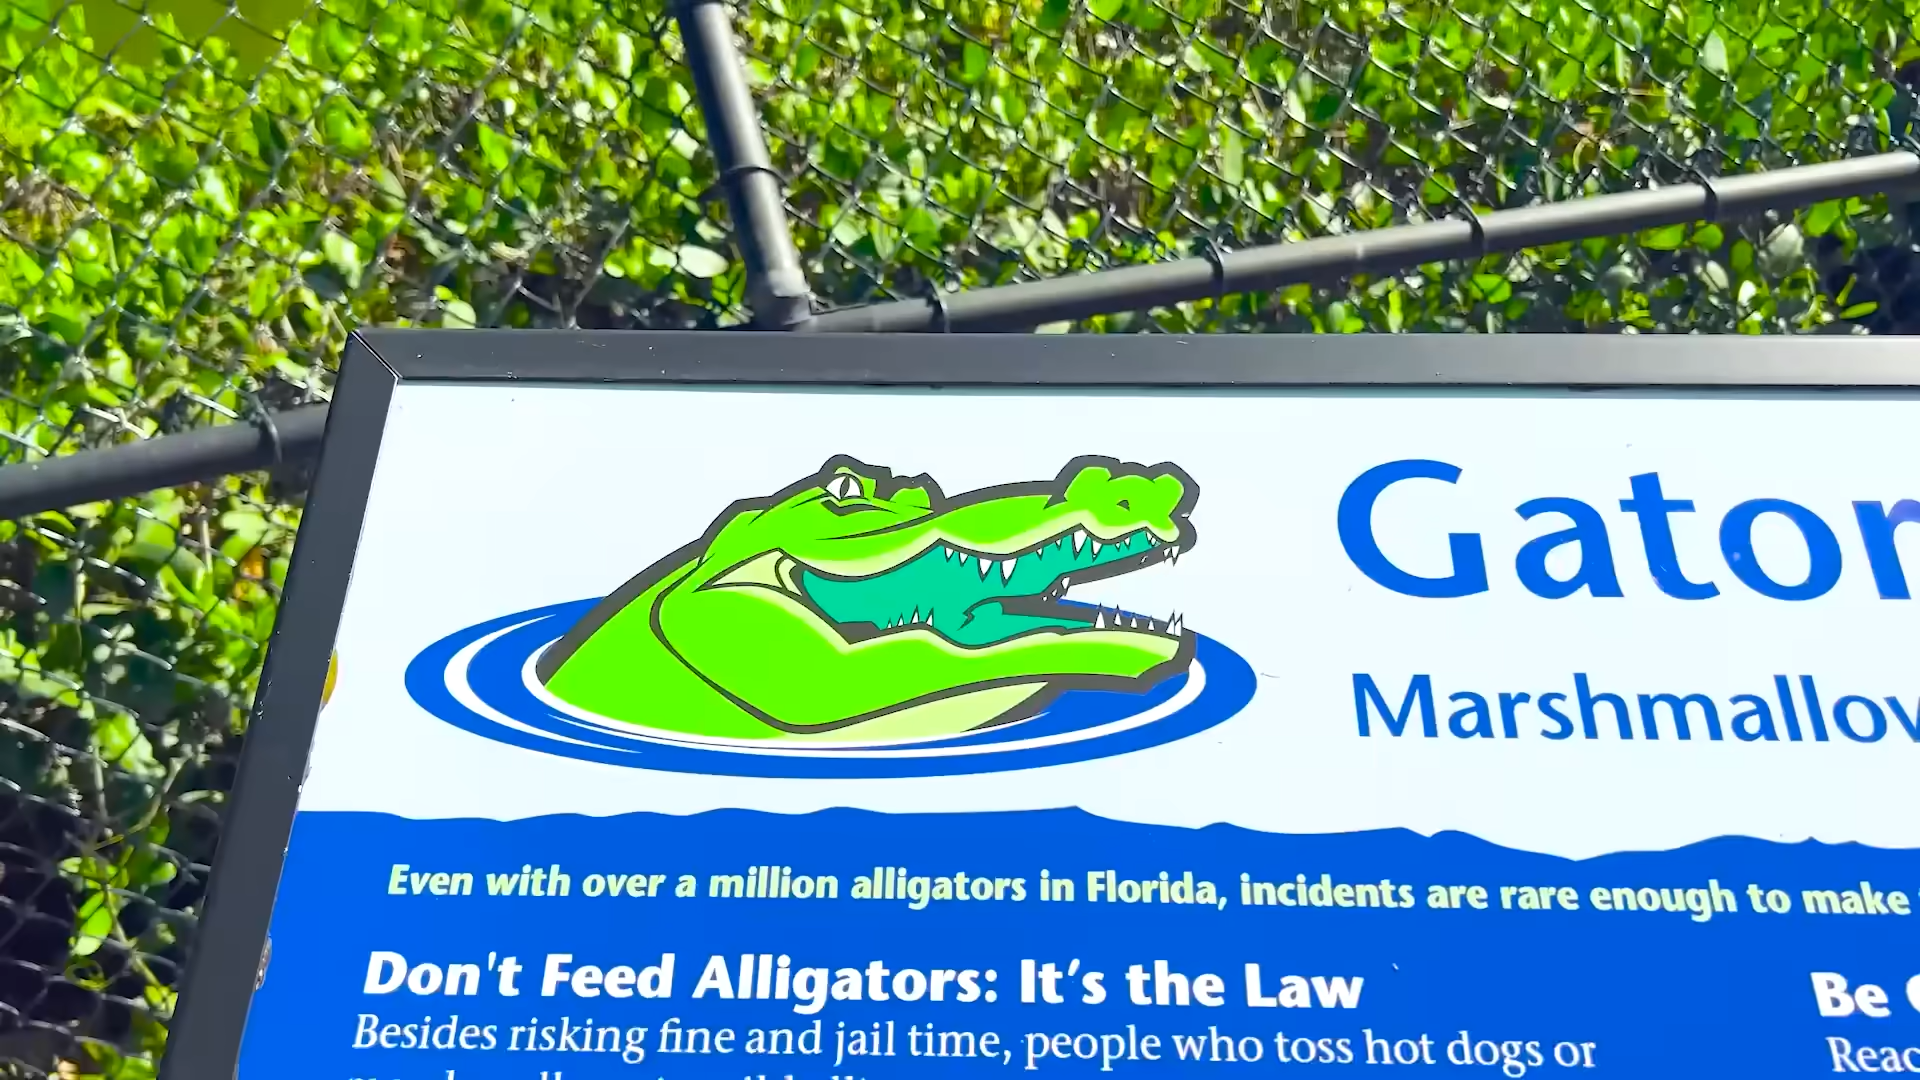 Gator
Marshmallow
Even with over a million alligators in Florida, incidents are rare enough to make
Don't Feed Alligators: It's the Law
Be
Besides risking fine and jail time, people who toss hot dogs or